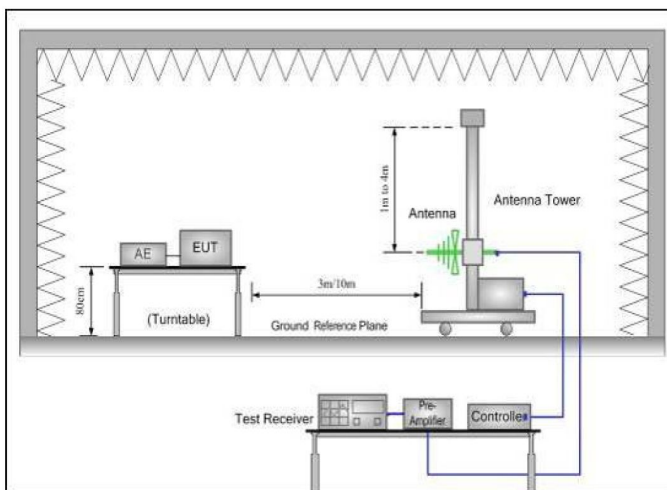 1m to 4m
Antenna
Antenna Tower
AE
EUT
80cm
(Turntable)
3m/10m
Ground Reference Plane
Test Receiver
Pre-
Amplifier
Controlle